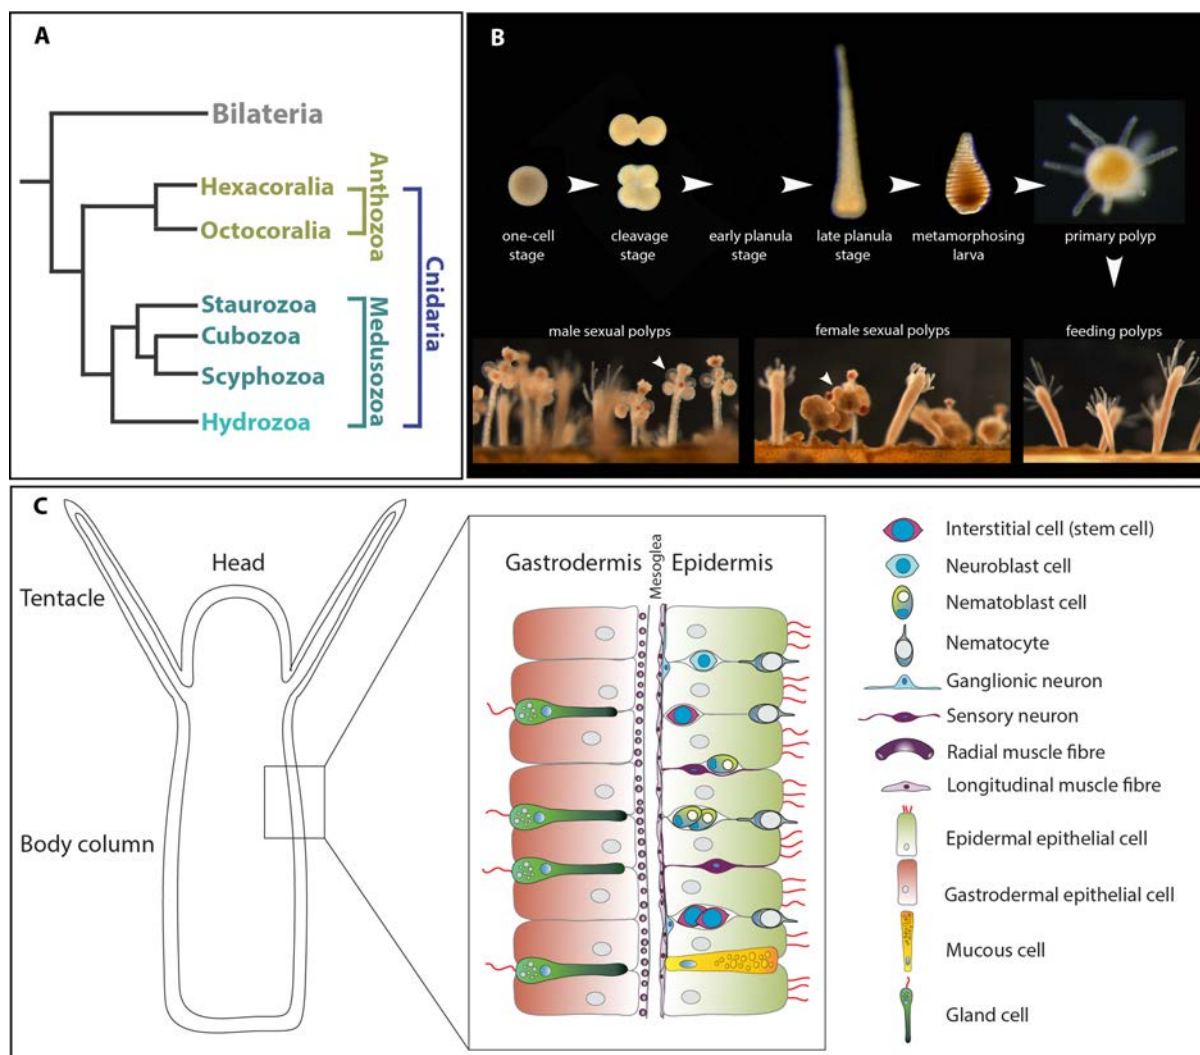 A
Bilateria
Hexacoralia
Octocoralia
Anthozoa
Staurozoa
Cubozoa
Scyphozoa
Hydrozoa
Medusozoa
Cnidaria
B
one-cell
stage
cleavage
stage
early planula
stage
late planula
stage
metamorphosing
larva
primary polyp
male sexual polyps
female sexual polyps
feeding polyps
C
Head
Tentacle
Body column
Gastrodermis
Mesoglea
Epidermis
Interstitial cell (stem cell)
Neuroblast cell
Nematoblast cell
Nematocyte
Ganglionic neuron
Sensory neuron
Radial muscle fibre
Longitudinal muscle fibre
Epidermal epithelial cell
Gastrodermal epithelial cell
Mucous cell
Gland cell